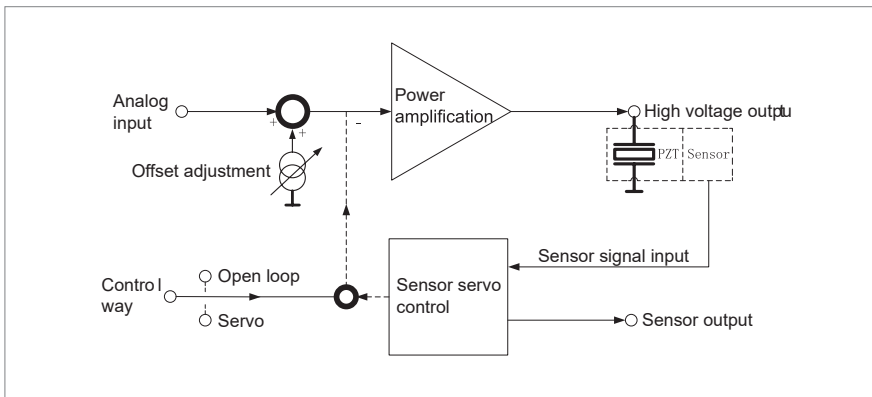 Analog
input
+
+
-
Power
amplification
High voltage outptu
PZT
Sensor
Offset adjustment
Sensor signal input
Control
way
Open loop
Servo
Sensor servo
control
Sensor output